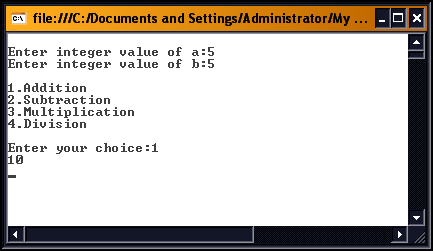 file:///C:/Documents and Settings/Administrator/My ...
Enter integer value of a:5
Enter integer value of b:5
1.Addition
2.Subtraction
3.Multiplication
4.Division
Enter your choice:1
10